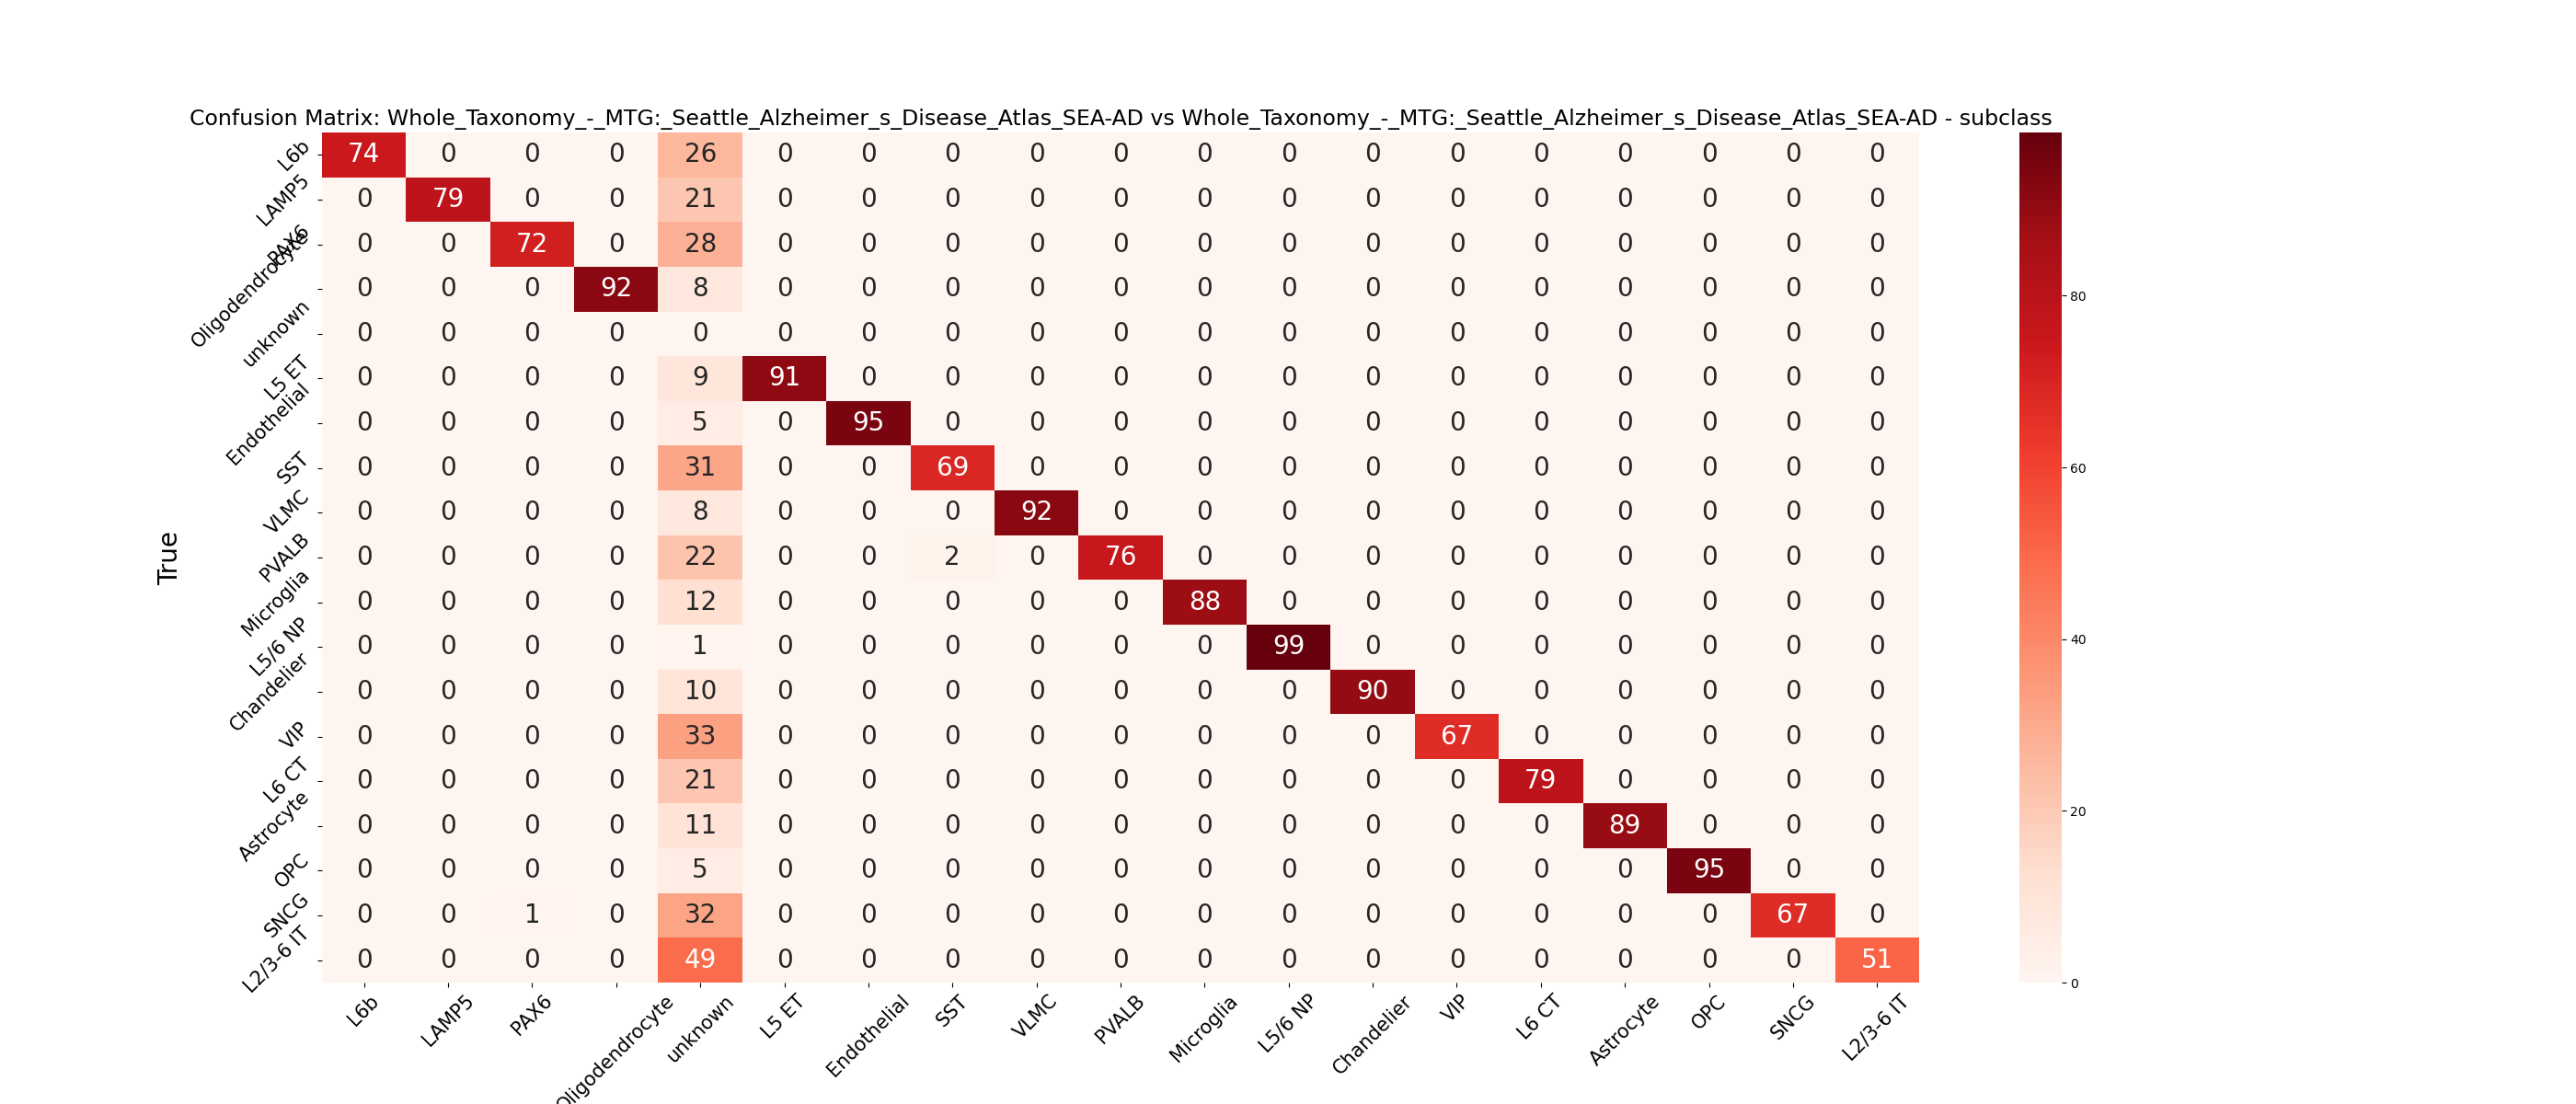 Confusion Matrix: Whole_Taxonomy_-_MTG:_Seattle_Alzheimer_s_Disease_Atlas_SEA-AD vs Whole_Taxonomy_-_MTG:_Seattle_Alzheimer_s_Disease_Atlas_SEA-AD - subclass
True
L6b 74 0 0 0 26 0 0 0 0 0 0 0 0 0 0 0 0 0 0
LAMP5 0 79 0 0 21 0 0 0 0 0 0 0 0 0 0 0 0 0 0
PAX6 0 0 72 0 28 0 0 0 0 0 0 0 0 0 0 0 0 0 0
Oligodendrocyte 0 0 0 92 8 0 0 0 0 0 0 0 0 0 0 0 0 0 0
unknown 0 0 0 0 0 0 0 0 0 0 0 0 0 0 0 0 0 0 0
L5 ET 0 0 0 0 9 91 0 0 0 0 0 0 0 0 0 0 0 0 0
Endothelial 0 0 0 0 5 0 95 0 0 0 0 0 0 0 0 0 0 0 0
SST 0 0 0 0 31 0 0 69 0 0 0 0 0 0 0 0 0 0 0
VLMC 0 0 0 0 8 0 0 0 92 0 0 0 0 0 0 0 0 0 0
PVALB 0 0 0 0 22 0 0 2 0 76 0 0 0 0 0 0 0 0 0
Microglia 0 0 0 0 12 0 0 0 0 0 88 0 0 0 0 0 0 0 0
L5/6 NP 0 0 0 0 1 0 0 0 0 0 0 99 0 0 0 0 0 0 0
Chandelier 0 0 0 0 10 0 0 0 0 0 0 0 90 0 0 0 0 0 0
VIP 0 0 0 0 33 0 0 0 0 0 0 0 0 67 0 0 0 0 0
L6 CT 0 0 0 0 21 0 0 0 0 0 0 0 0 0 79 0 0 0 0
Astrocyte 0 0 0 0 11 0 0 0 0 0 0 0 0 0 0 89 0 0 0
OPC 0 0 0 0 5 0 0 0 0 0 0 0 0 0 0 0 95 0 0
SNCG 0 0 1 0 32 0 0 0 0 0 0 0 0 0 0 0 0 67 0
L2/3-6 IT 0 0 0 0 49 0 0 0 0 0 0 0 0 0 0 0 0 0 51
L6b LAMP5 PAX6 Oligodendrocyte unknown L5 ET Endothelial SST VLMC PVALB Microglia L5/6 NP Chandelier VIP L6 CT Astrocyte OPC SNCG L2/3-6 IT
80
60
40
20
0